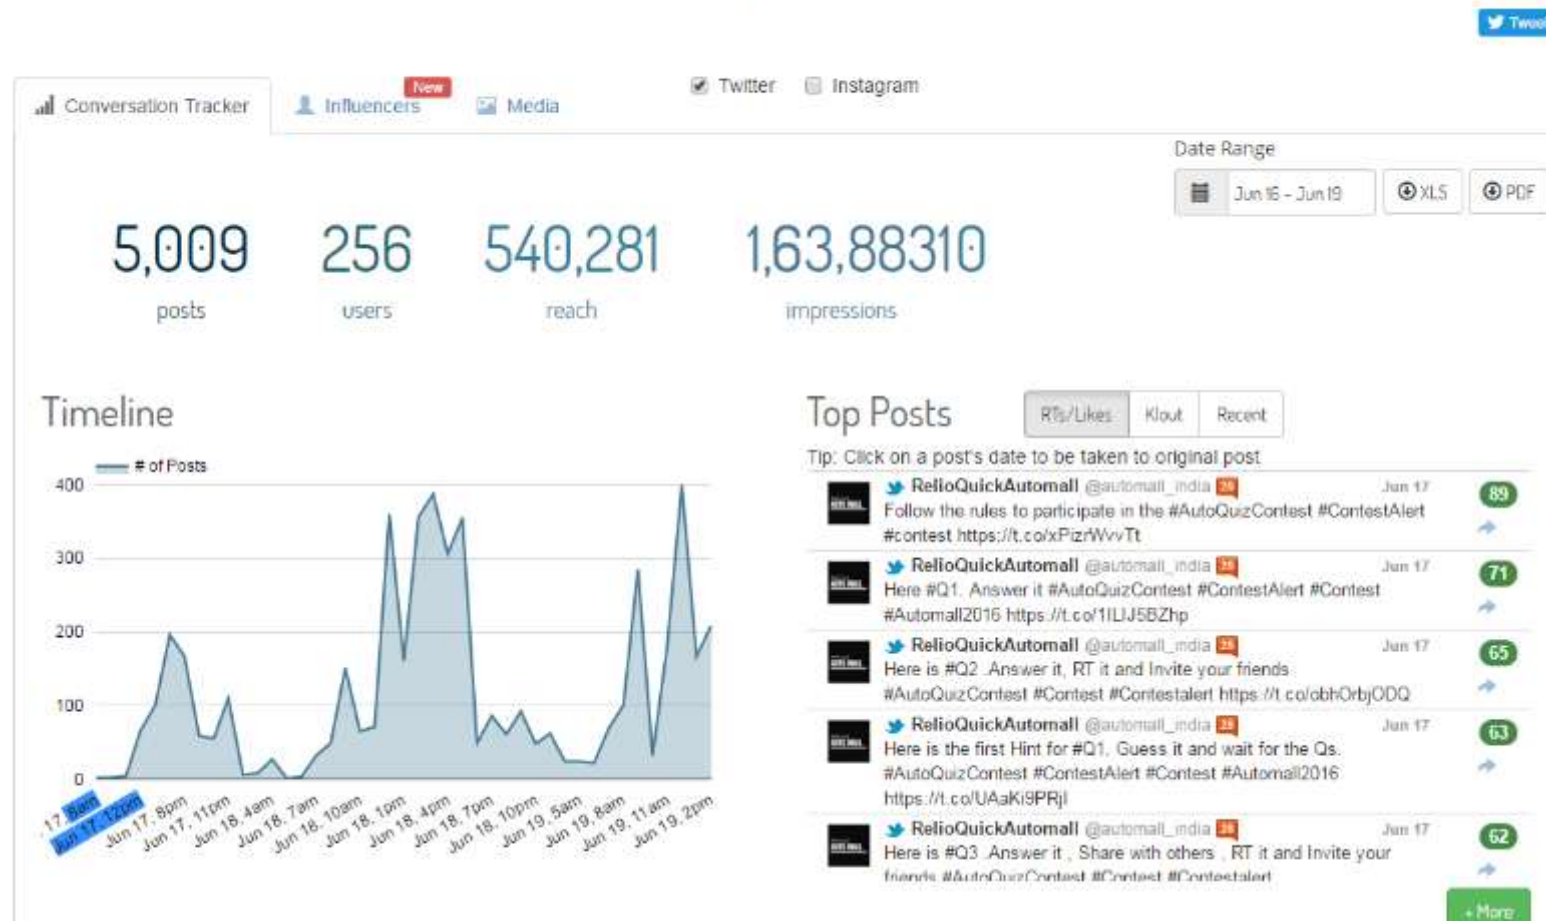 Tweet
Conversation Tracker
Influencers
New
Media
Twitter
Instagram
Date Range
Jun 16 - Jun 19
XLS
PDF
5,009
256
540,281
1,63,88310
posts
users
reach
impressions
Timeline
# of Posts
400
300
200
100
0
17, 8am
Jun 17, 12pm
Jun 17, 8pm
Jun 17, 11pm
Jun 18, 4am
Jun 18, 7am
Jun 18, 10am
Jun 18, 1pm
Jun 18, 4pm
Jun 18, 7pm
Jun 18, 10pm
Jun 19, 5am
Jun 19, 8am
Jun 19, 11am
Jun 19, 2pm
Top Posts
RTs/Likes
Klout
Recent
Tip: Click on a post's date to be taken to original post
RelioQuickAutomall @automall_india Jun 17
89
Follow the rules to participate in the #AutoQuizContest #ContestAlert
#contest https://t.co/xPizrWvvTt
RelioQuickAutomall @automall_india Jun 17
71
Here #Q1. Answer it #AutoQuizContest #ContestAlert #Contest
#Automall2016
RelioQuickAutomall @automall_india Jun 17
65
Here is #Q2 .Answer it, RT it and Invite your friends
#AutoQuizContest #Contest #Contestalert https://t.co/obhOrbjODQ
RelioQuickAutomall @automall_india Jun 17
63
Here is the first Hint for #Q1. Guess it and wait for the Qs.
#AutoQuizContest #ContestAlert #Contest #Automall2016
https://t.co/UAaKi9PRjI
RelioQuickAutomall @automall_india Jun 17
62
Here is #Q3 .Answer it , Share with others , RT it and Invite your
friends #AutoQuizContest #Contest #Contestalert
+ More